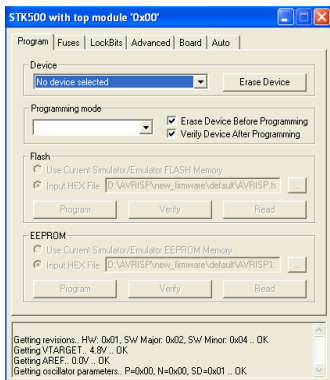 STK500 with top module '0x00'
Program Fuses LockBits Advanced Board Auto
Device
No device selected
Erase Device
Programming mode
Erase Device Before Programming
Verify Device After Programming
Flash
Use Current Simulator/Emulator FLASH Memory
Input HEX File D:\AVRISP\new_firmware\default\AVRISP.h ...
Program Verify Read
EEPROM
Use Current Simulator/Emulator EEPROM Memory
Input HEX File D:\AVRISP\new_firmware\default\AVRISP1. ...
Program Verify Read
Getting revisions.. HW: 0x01, SW Major: 0x02, SW Minor: 0x04 .. OK
Getting VTARGET.. 4.8V .. OK
Getting AREF.. 0.0V .. OK
Getting oscillator parameters.. P=0x00, N=0x00, SD=0x01 .. OK